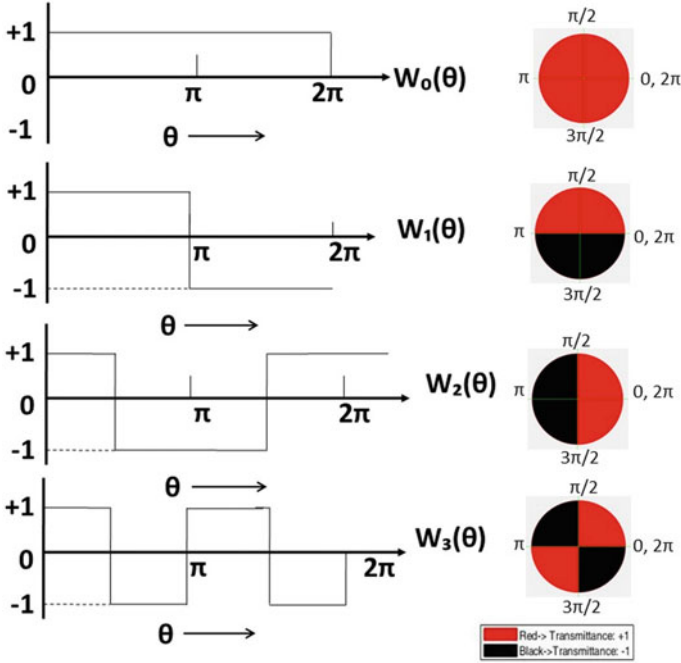 +1
0
-1
π
2π
W₀(θ)
θ
π/2
π
0, 2π
3π/2
+1
0
-1
π
2π
W₁(θ)
θ
π/2
π
0, 2π
3π/2
+1
0
-1
π
2π
W₂(θ)
θ
π/2
π
0, 2π
3π/2
+1
0
-1
π
2π
W₃(θ)
θ
π/2
π
0, 2π
3π/2
Red-> Transmittance: +1
Black->Transmittance: -1